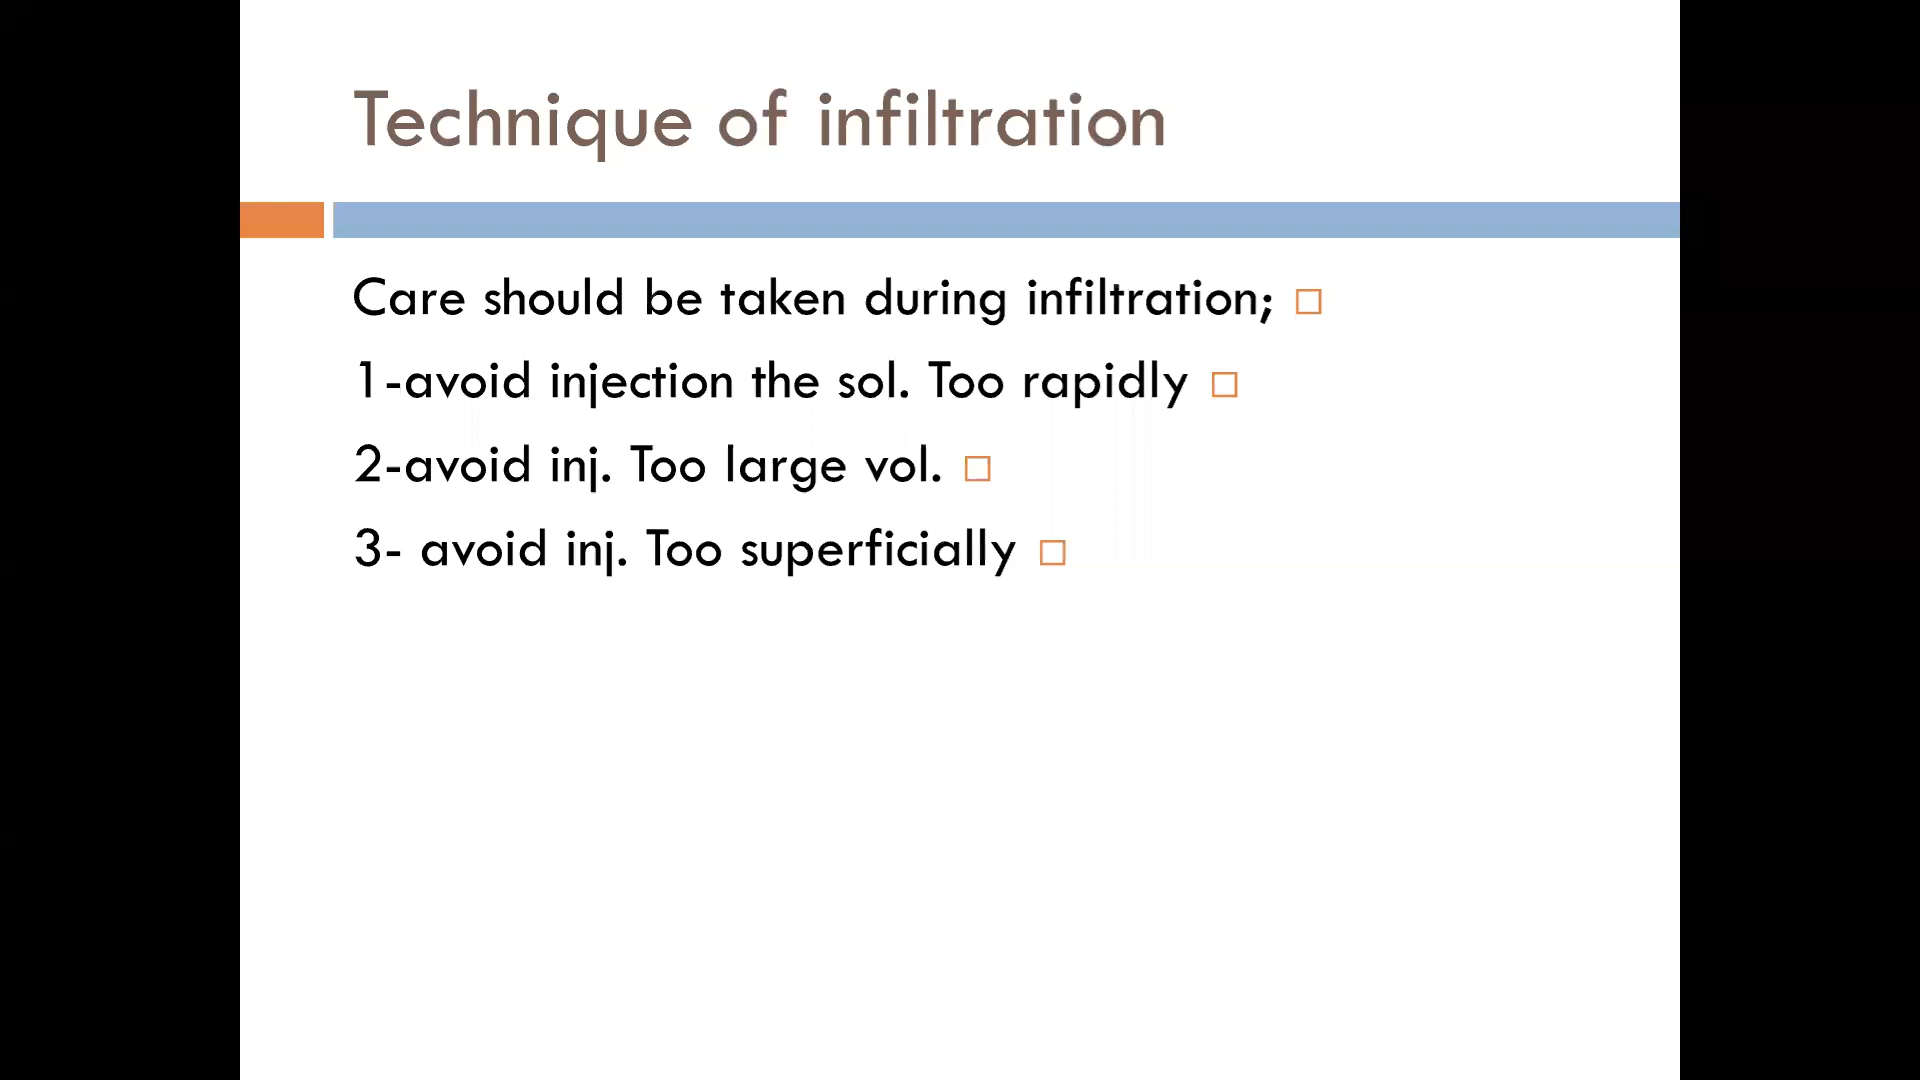 Technique of infiltration
Care should be taken during infiltration;
1-avoid injection the sol. Too rapidly
2-avoid inj. Too large vol.
3- avoid inj. Too superficially